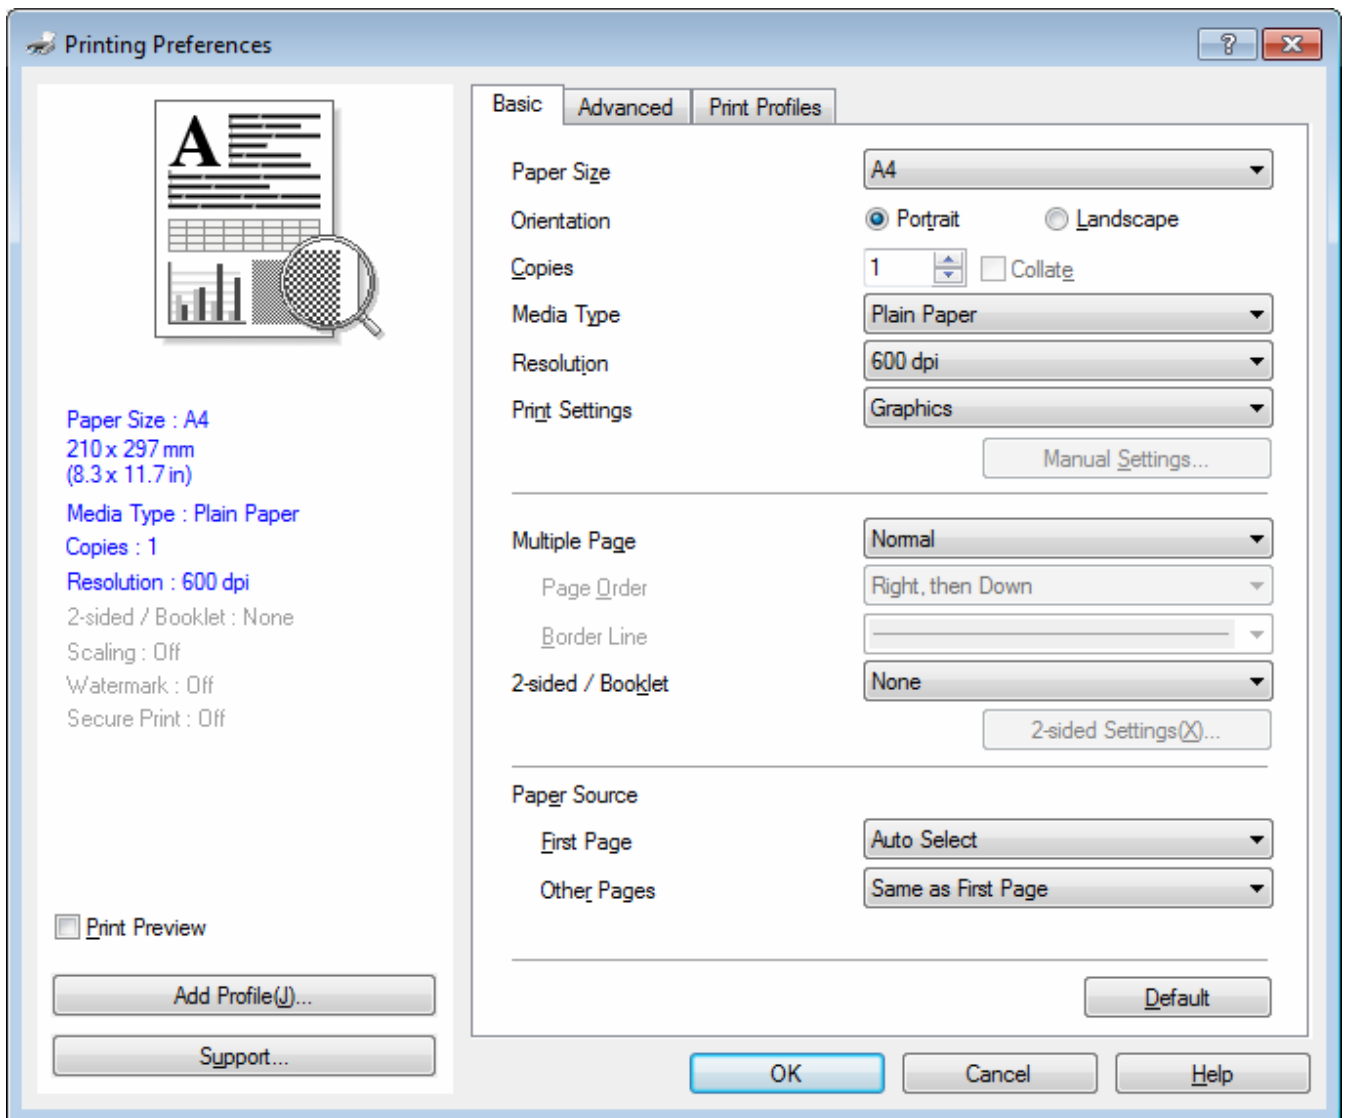 Printing Preferences
A
Paper Size : A4
210 x 297 mm
(8.3 x 11.7 in)
Media Type : Plain Paper
Copies : 1
Resolution : 600 dpi
2-sided / Booklet : None
Scaling : Off
Watermark : Off
Secure Print : Off
Print Preview
Add Profile(J)...
Support...
Basic Advanced Print Profiles
Paper Size A4
Orientation Portrait Landscape
Copies 1 Collate
Media Type Plain Paper
Resolution 600 dpi
Print Settings Graphics
Manual Settings...
Multiple Page Normal
Page Order Right, then Down
Border Line
2-sided / Booklet None
2-sided Settings(X)...
Paper Source
First Page Auto Select
Other Pages Same as First Page
Default
OK Cancel Help